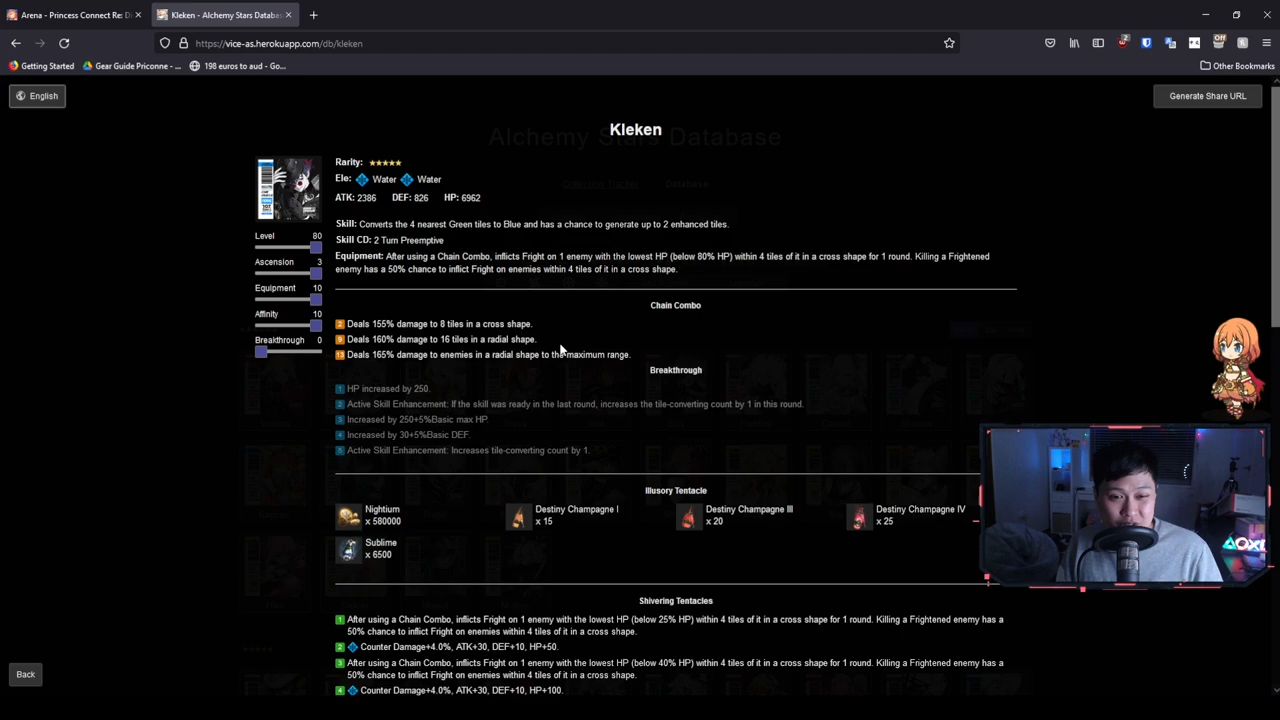 Arena - Princess Connect Re: D
Kleken - Alchemy Stars Databas
https://vice-as.herokuapp.com/db/kleken
Getting Started
Gear Guide Priconne - ...
198 euros to aud - Go...
Other Bookmarks
English
Generate Share URL
Kleken
Alchemy Stars Database
Rarity: ★★★★★
Ele: Water Water
Database
ATK: 2386 DEF: 826 HP: 6962
Skill: Converts the 4 nearest Green tiles to Blue and has a chance to generate up to 2 enhanced tiles.
Level 80
Skill CD: 2 Turn Preemptive
Equipment: After using a Chain Combo, inflicts Fright on 1 enemy with the lowest HP (below 80% HP) within 4 tiles of it in a cross shape for 1 round. Killing a Frightened
enemy has a 50% chance to inflict Fright on enemies within 4 tiles of it in a cross shape.
Ascension 3
Equipment 10
Affinity 10
Breakthrough 0
Chain Combo
2 Deals 155% damage to 8 tiles in a cross shape.
9 Deals 160% damage to 16 tiles in a radial shape.
13 Deals 165% damage to enemies in a radial shape to the maximum range.
Breakthrough
1 HP increased by 250.
2 Active Skill Enhancement: If the skill was ready in the last round, increases the tile-converting count by 1 in this round.
3 Increased by 250+5%Basic max HP.
4 Increased by 30+5%Basic DEF.
5 Active Skill Enhancement: Increases tile-converting count by 1.
Illusory Tentacle
Nightium
x 580000
Destiny Champagne I
x 15
Destiny Champagne III
x 20
Destiny Champagne IV
x 25
Sublime
x 6500
Shivering Tentacles
1 After using a Chain Combo, inflicts Fright on 1 enemy with the lowest HP (below 25% HP) within 4 tiles of it in a cross shape for 1 round. Killing a Frightened enemy has a
50% chance to inflict Fright on enemies within 4 tiles of it in a cross shape.
2 Counter Damage+4.0%, ATK+30, DEF+10, HP+50.
3 After using a Chain Combo, inflicts Fright on 1 enemy with the lowest HP (below 40% HP) within 4 tiles of it in a cross shape for 1 round. Killing a Frightened enemy has a
50% chance to inflict Fright on enemies within 4 tiles of it in a cross shape.
4 Counter Damage+4.0%, ATK+30, DEF+10, HP+100.
Back